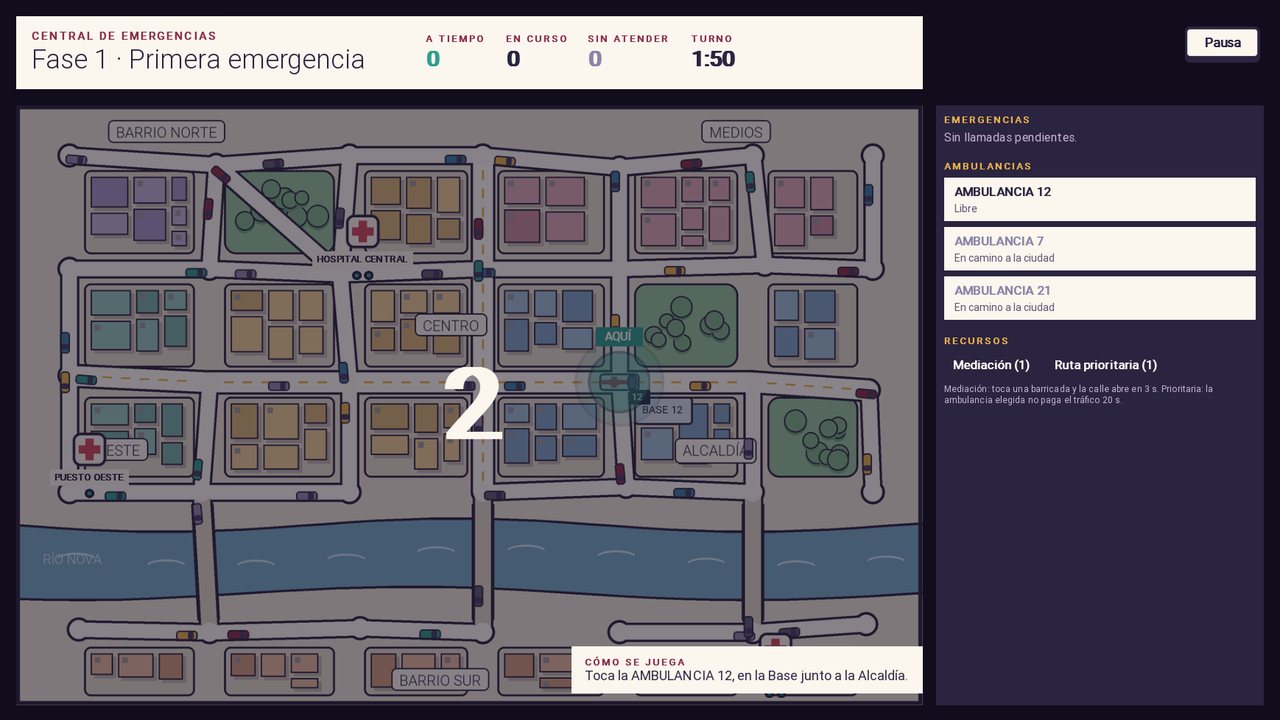 CENTRAL DE EMERGENCIAS
Fase 1 · Primera emergencia
A TIEMPO
0
EN CURSO
0
SIN ATENDER
0
TURNO
1:50
Pausa
BARRIO NORTE
MEDIOS
HOSPITAL CENTRAL
CENTRO
AQUÍ
12
BASE 12
2
ALCALDÍA
ESTE
PUESTO OESTE
RÍO NOVA
BARRIO SUR
CÓMO SE JUEGA
Toca la AMBULANCIA 12, en la Base junto a la Alcaldía.
EMERGENCIAS
Sin llamadas pendientes.
AMBULANCIAS
AMBULANCIA 12
Libre
AMBULANCIA 7
En camino a la ciudad
AMBULANCIA 21
En camino a la ciudad
RECURSOS
Mediación (1)
Ruta prioritaria (1)
Mediación: toca una barricada y la calle abre en 3 s. Prioritaria: la
ambulancia elegida no paga el tráfico 20 s.